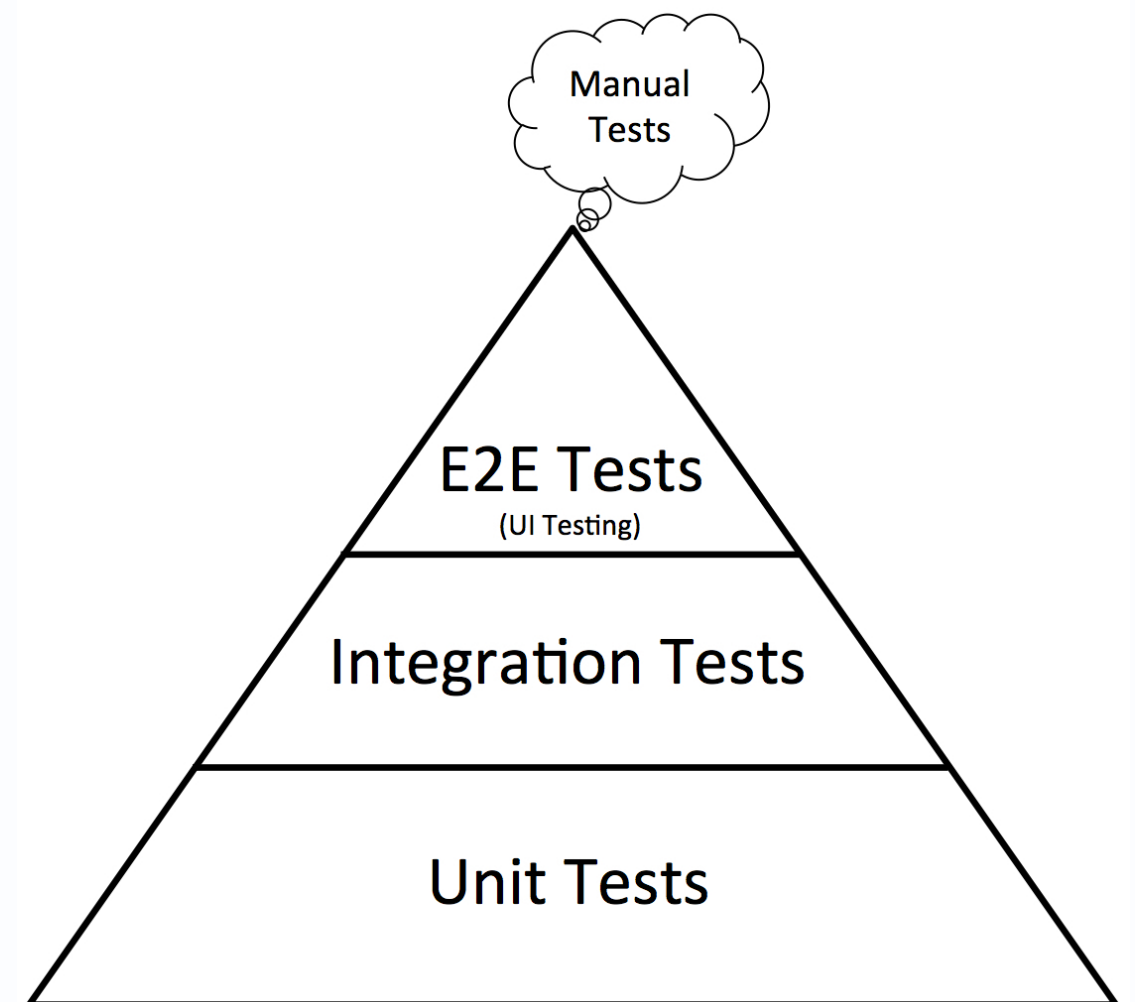 Manual
Tests
E2E Tests
(UI Testing)
Integration Tests
Unit Tests